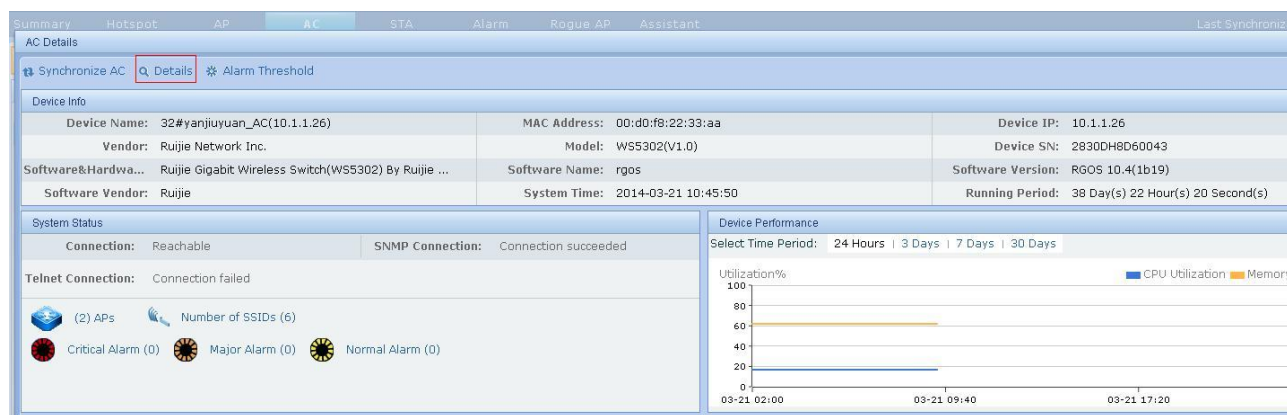 Summary Hotspot AP AC STA Alarm Rogue AP Assistant Last Synchroniz
AC Details
Synchronize AC Details Alarm Threshold
Device Info
Device Name: 32#yanjiuyuan_AC(10.1.1.26) MAC Address: 00:d0:f8:22:33:aa Device IP: 10.1.1.26
Vendor: Ruijie Network Inc. Model: WS5302(V1.0) Device SN: 2830DH8D60043
Software&Hardwa... Ruijie Gigabit Wireless Switch(WS5302) By Ruijie ... Software Name: rgos Software Version: RGOS 10.4(1b19)
Software Vendor: Ruijie System Time: 2014-03-21 10:45:50 Running Period: 38 Day(s) 22 Hour(s) 20 Second(s)
System Status Device Performance
Connection: Reachable SNMP Connection: Connection succeeded Select Time Period: 24 Hours | 3 Days | 7 Days | 30 Days
Telnet Connection: Connection failed
Utilization% CPU Utilization Memory
100
80
(2) APs Number of SSIDs (6)
60
Critical Alarm (0) Major Alarm (0) Normal Alarm (0)
40
20
0
03-21 02:00 03-21 09:40 03-21 17:20